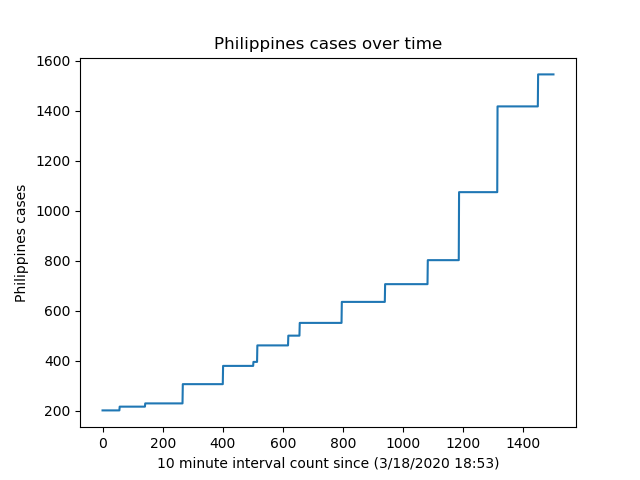 Philippines cases over time
1600
1400
1200
1000
800
600
400
200
Philippines cases
0 200 400 600 800 1000 1200 1400
10 minute interval count since (3/18/2020 18:53)